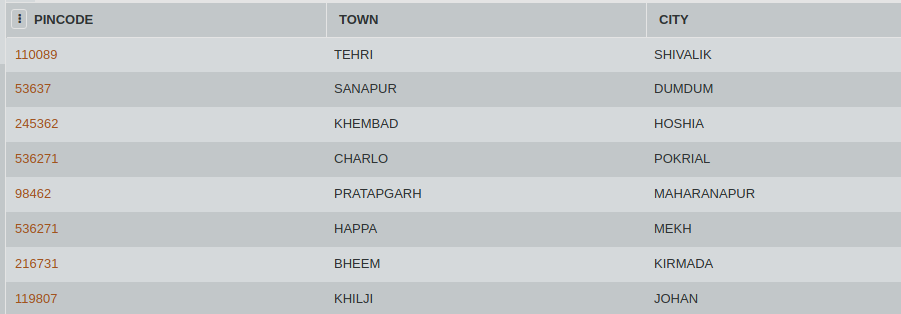 PINCODE TOWN CITY
110089 TEHRI SHIVALIK
53637 SANAPUR DUMDUM
245362 KHEMBAD HOSHIA
536271 CHARLO POKRIAL
98462 PRATAPGARH MAHARANAPUR
536271 HAPPA MEKH
216731 BHEEM KIRMADA
119807 KHILJI JOHAN